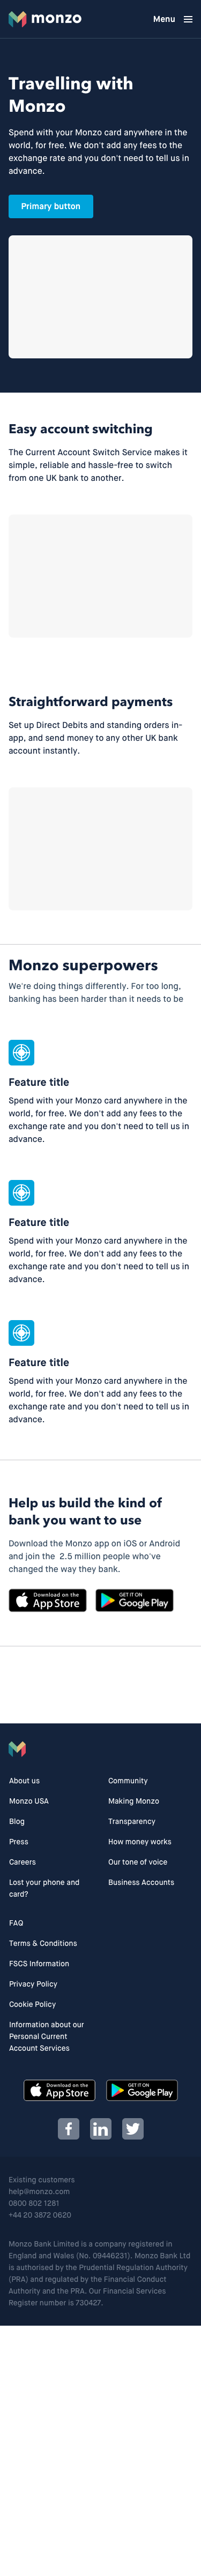 monzo
Menu
Travelling with
Monzo
Spend with your Monzo card anywhere in the
world, for free. We don't add any fees to the
exchange rate and you don't need to tell us in
advance.
Primary button
Easy account switching
The Current Account Switch Service makes it
simple, reliable and hassle-free to switch
from one UK bank to another.
Straightforward payments
Set up Direct Debits and standing orders in-
app, and send money to any other UK bank
account instantly.
Monzo superpowers
We're doing things differently. For too long,
banking has been harder than it needs to be
Feature title
Spend with your Monzo card anywhere in the
world, for free. We don't add any fees to the
exchange rate and you don't need to tell us in
advance.
Feature title
Spend with your Monzo card anywhere in the
world, for free. We don't add any fees to the
exchange rate and you don't need to tell us in
advance.
Feature title
Spend with your Monzo card anywhere in the
world, for free. We don't add any fees to the
exchange rate and you don't need to tell us in
advance.
Help us build the kind of
bank you want to use
Download the Monzo app on iOS or Android
and join the 2.5 million people who've
changed the way they bank.
Download on the
App Store
GET IT ON
Google Play
About us
Monzo USA
Blog
Press
Careers
Lost your phone and
card?
FAQ
Terms & Conditions
FSCS Information
Privacy Policy
Cookie Policy
Information about our
Personal Current
Account Services
Community
Making Monzo
Transparency
How money works
Our tone of voice
Business Accounts
Download on the
App Store
GET IT ON
Google Play
Existing customers
help@monzo.com
0800 802 1281
+44 20 3872 0620
Monzo Bank Limited is a company registered in
England and Wales (No. 09446231). Monzo Bank Ltd
is authorised by the Prudential Regulation Authority
(PRA) and regulated by the Financial Conduct
Authority and the PRA. Our Financial Services
Register number is 730427.